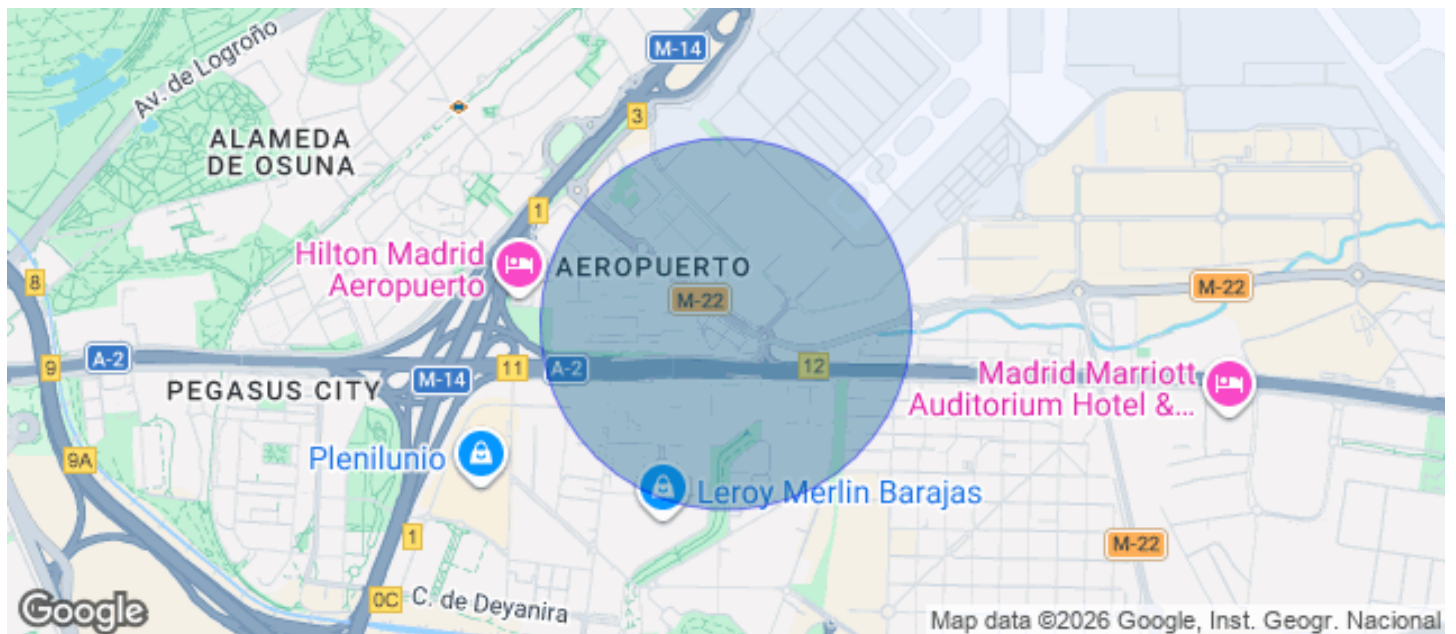 M-14
Av. de Logroño
3
ALAMEDA
DE OSUNA
1
Hilton Madrid
Aeropuerto
AEROPUERTO
8
M-22
M-22
9
A-2
11
A-2
12
M-14
PEGASUS CITY
Madrid Marriott
Auditorium Hotel &...
9A
Plenilunio
Leroy Merlin Barajas
1
M-22
0C
C. de Deyanira
Google
Map data ©2026 Google, Inst. Geogr. Nacional